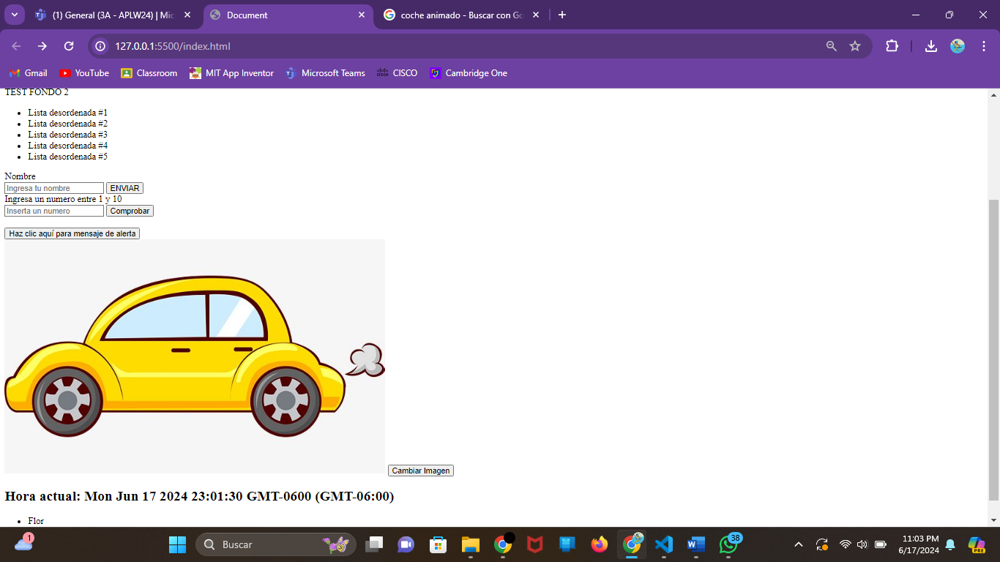 (1) General (3A - APLW24) | Mic
Document
coche animado - Buscar con Go
127.0.0.1:5500/index.html
Gmail
YouTube
Classroom
MIT App Inventor
Microsoft Teams
CISCO
Cambridge One
TEST FONDO 2
Lista desordenada #1
Lista desordenada #2
Lista desordenada #3
Lista desordenada #4
Lista desordenada #5
Nombre
Ingresa tu nombre ENVIAR
Ingresa un numero entre 1 y 10
Inserta un numero Comprobar
Haz clic aquí para mensaje de alerta
Cambiar Imagen
Hora actual: Mon Jun 17 2024 23:01:30 GMT-0600 (GMT-06:00)
Flor
1
Buscar
38
11:03 PM
6/17/2024
PRE